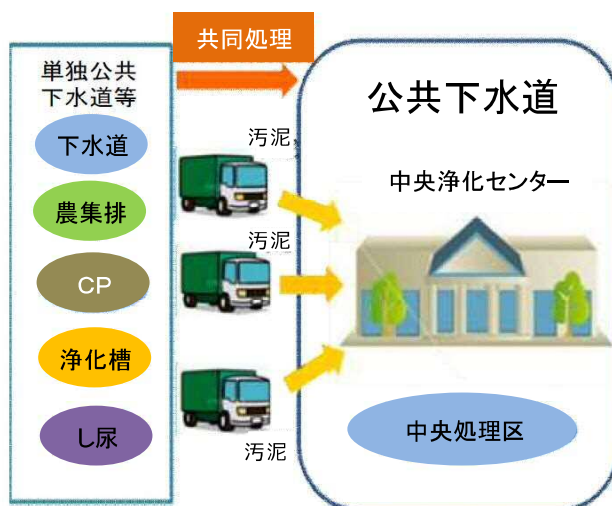 共同処理
単独公共
下水道等
下水道
農集排
CP
浄化槽
し尿
汚泥
汚泥
汚泥
公共下水道
中央浄化センター
中央処理区